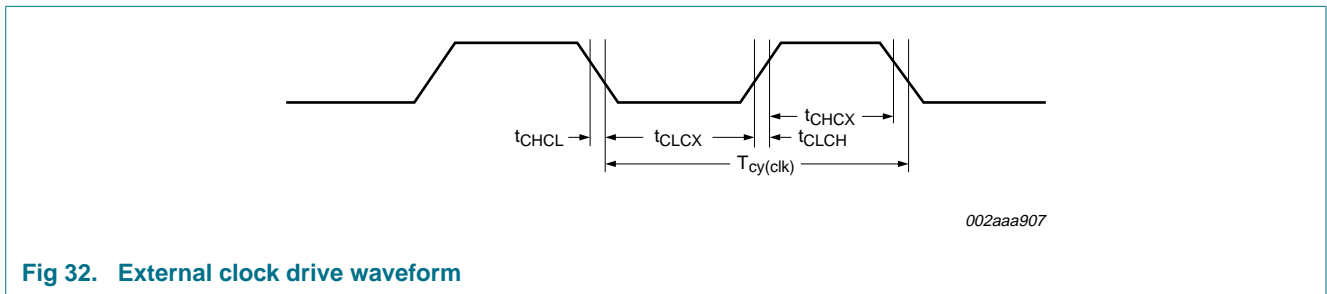 tCHCX
tCHCL
tCLCX
tCLCH
Tcy(clk)
002aaa907
Fig 32. External clock drive waveform